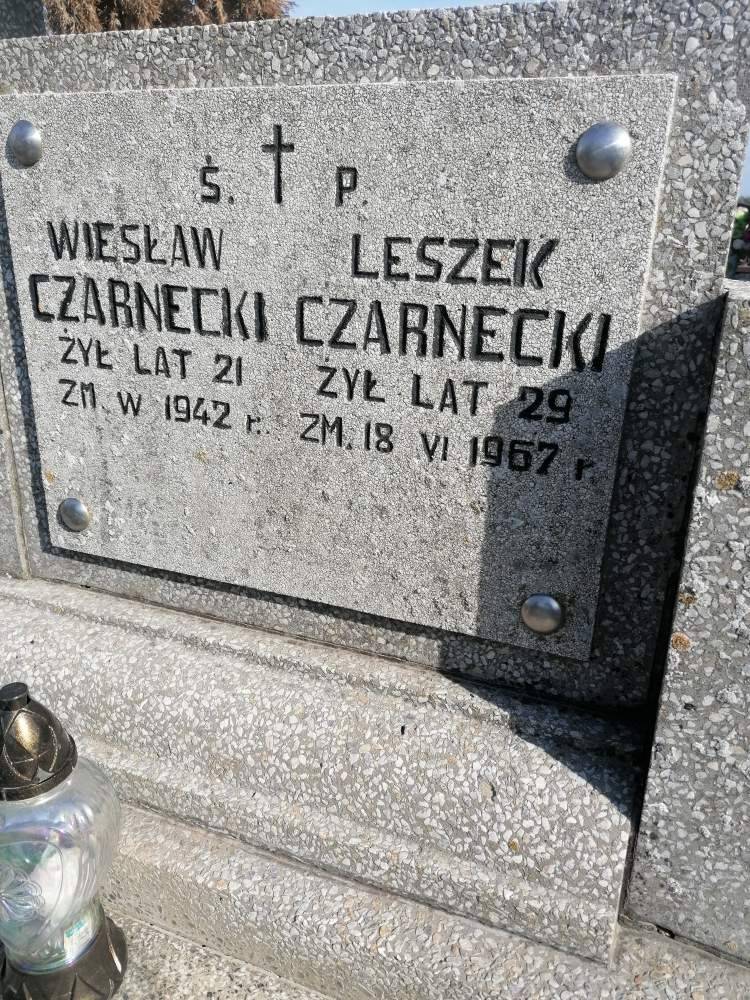 Ś. P.
WIESŁAW
CZARNECKI
ŻYŁ LAT 21
ZM. W 1942 r.
LESZEK
CZARNECKI
ŻYŁ LAT 29
ZM. 18 VI 1967 r.